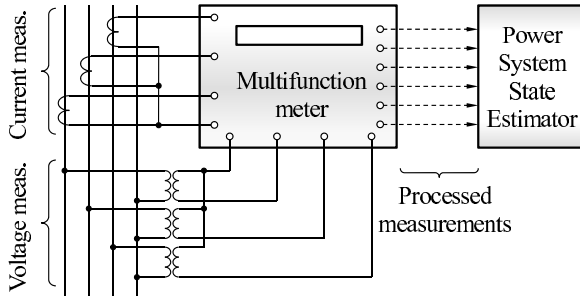 Current meas.
Voltage meas.
Multifunction
meter
Processed
measurements
Power
System
State
Estimator